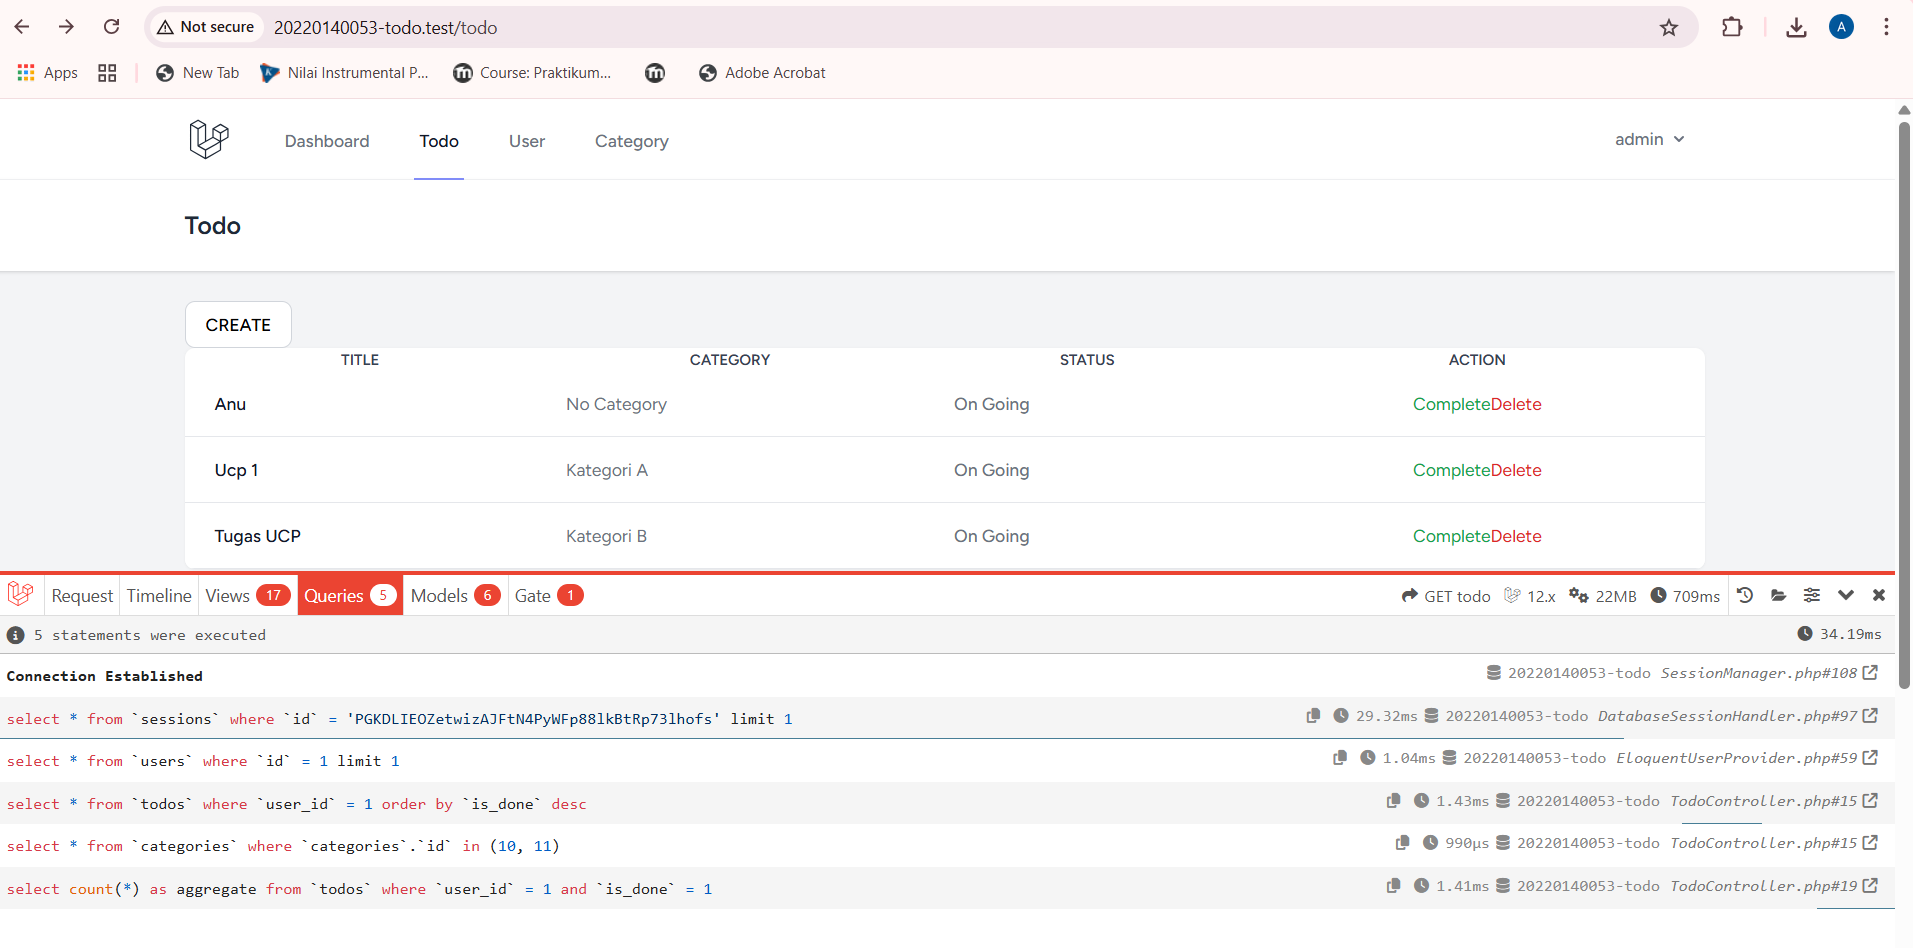 Not secure 20220140053-todo.test/todo A
Apps New Tab Nilai Instrumental P... Course: Praktikum... Adobe Acrobat
Dashboard Todo User Category admin
Todo
CREATE
TITLE CATEGORY STATUS ACTION
Anu No Category On Going CompleteDelete
Ucp 1 Kategori A On Going CompleteDelete
Tugas UCP Kategori B On Going CompleteDelete
Request Timeline Views 17 Queries 5 Models 6 Gate 1 GET todo 12.x 22MB 709ms
5 statements were executed 34.19ms
Connection Established 20220140053-todo SessionManager.php#108
select * from `sessions` where `id` = 'PGKDLIEOZetwizAJFtN4PyWFp88lkBtRp73lhofs' limit 1 29.32ms 20220140053-todo DatabaseSessionHandler.php#97
select * from `users` where `id` = 1 limit 1 1.04ms 20220140053-todo EloquentUserProvider.php#59
select * from `todos` where `user_id` = 1 order by `is_done` desc 1.43ms 20220140053-todo TodoController.php#15
select * from `categories` where `categories`.`id` in (10, 11) 990μs 20220140053-todo TodoController.php#15
select count(*) as aggregate from `todos` where `user_id` = 1 and `is_done` = 1 1.41ms 20220140053-todo TodoController.php#19